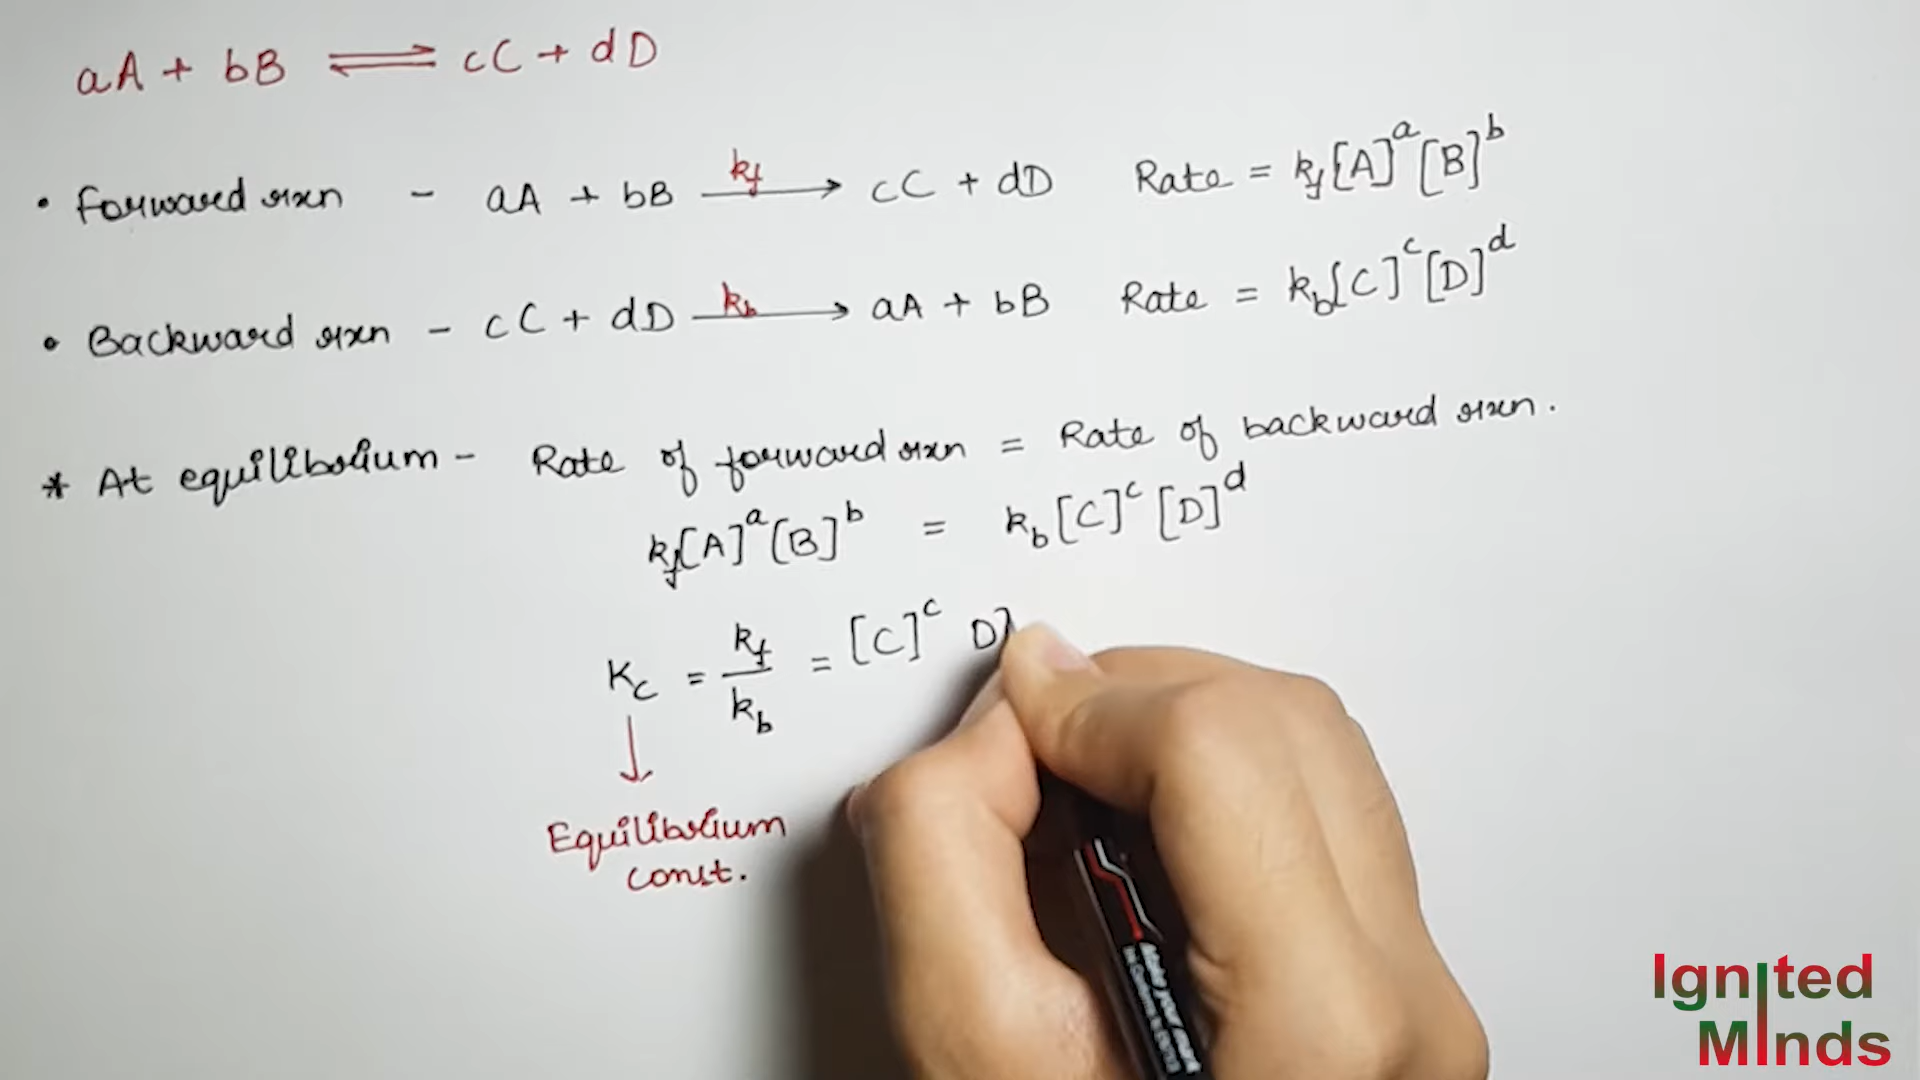 aA + bB ⇌ cC + dD
• Forward rxn - aA + bB —kf→ cC + dD Rate = kf[A]^a[B]^b
• Backward rxn - cC + dD —kb→ aA + bB Rate = kb[C]^c[D]^d
* At equilibrium - Rate of forward rxn = Rate of backward rxn.
kf[A]^a[B]^b = kb[C]^c[D]^d
Kc = kf/kb = [C]^c D]
↓
Equilibrium
const.
Ignited
Minds